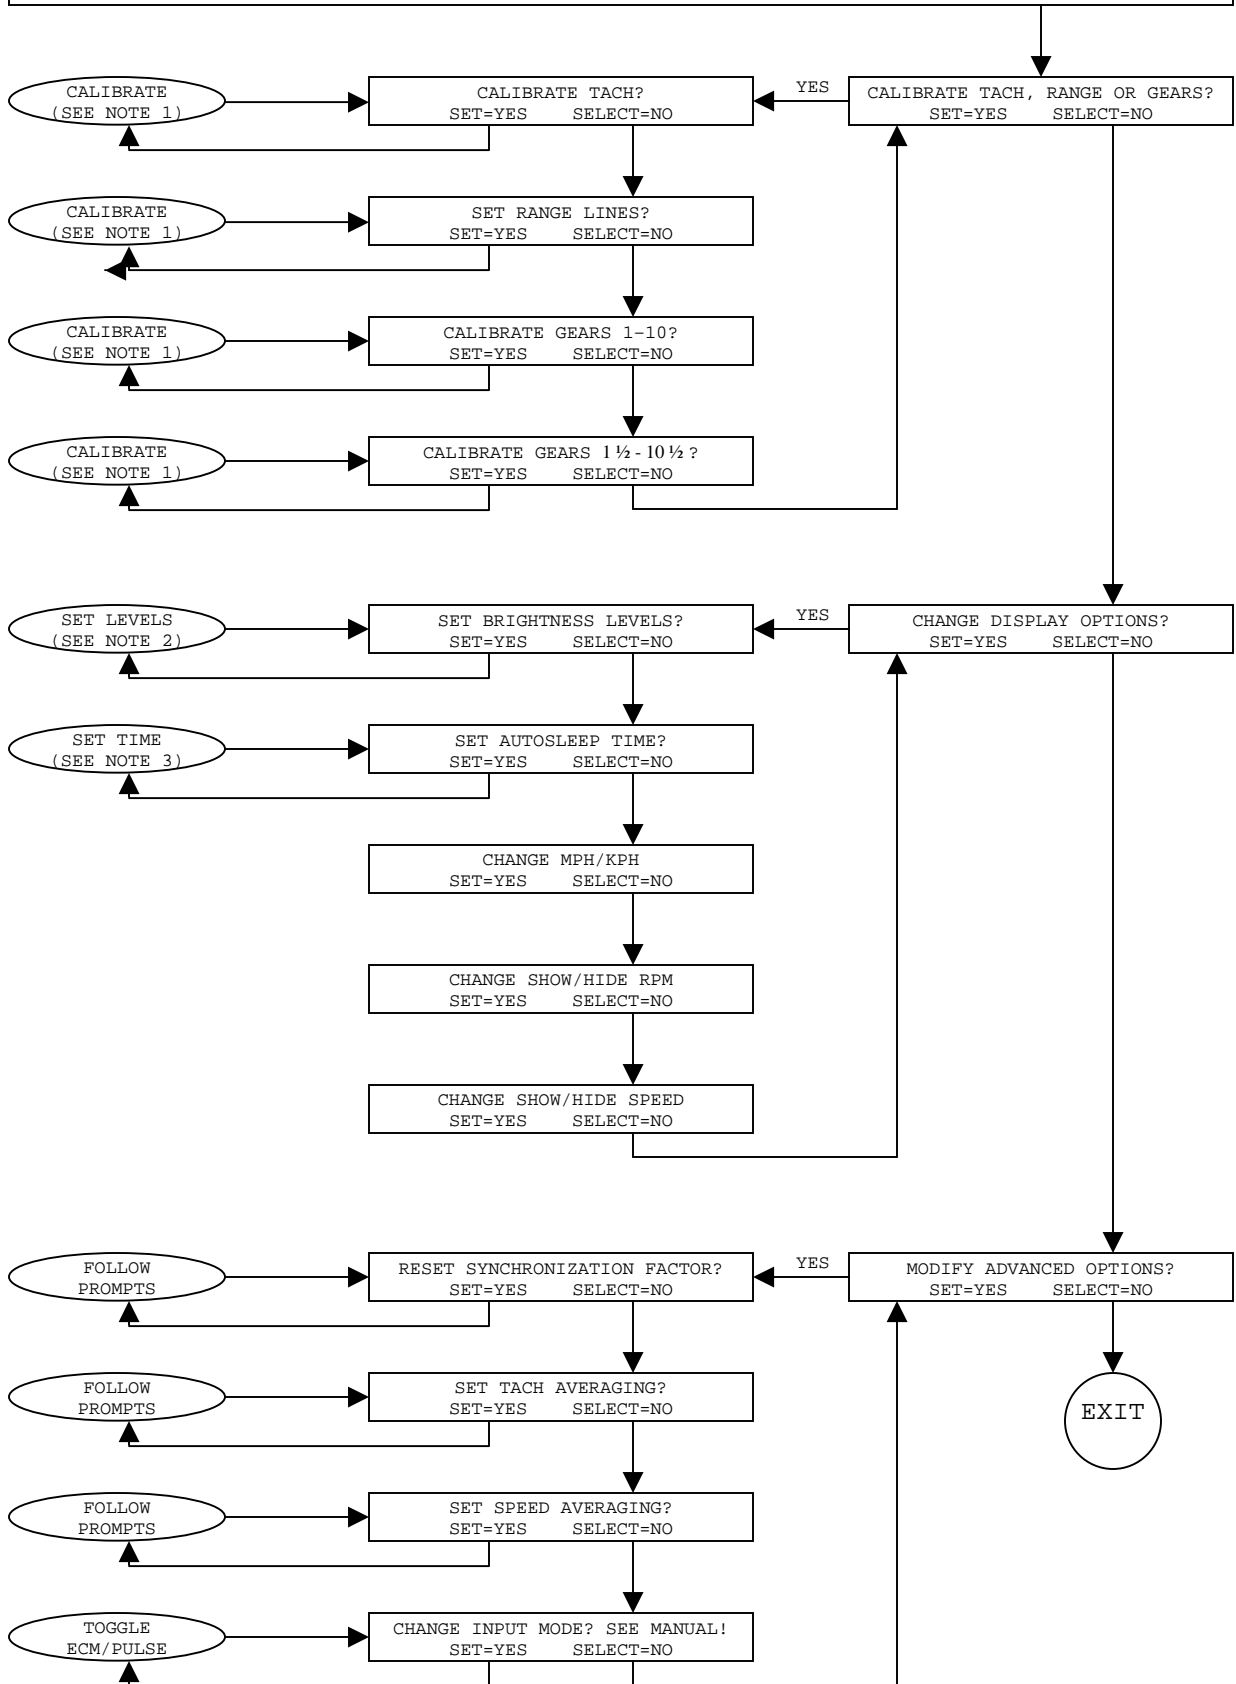 CALIBRATE
(SEE NOTE 1)
CALIBRATE TACH?
SET=YES SELECT=NO
YES
CALIBRATE TACH, RANGE OR GEARS?
SET=YES SELECT=NO
CALIBRATE
(SEE NOTE 1)
SET RANGE LINES?
SET=YES SELECT=NO
CALIBRATE
(SEE NOTE 1)
CALIBRATE GEARS 1-10?
SET=YES SELECT=NO
CALIBRATE
(SEE NOTE 1)
CALIBRATE GEARS 1 ½ - 10 ½ ?
SET=YES SELECT=NO
SET LEVELS
(SEE NOTE 2)
SET BRIGHTNESS LEVELS?
SET=YES SELECT=NO
YES
CHANGE DISPLAY OPTIONS?
SET=YES SELECT=NO
SET TIME
(SEE NOTE 3)
SET AUTOSLEEP TIME?
SET=YES SELECT=NO
CHANGE MPH/KPH
SET=YES SELECT=NO
CHANGE SHOW/HIDE RPM
SET=YES SELECT=NO
CHANGE SHOW/HIDE SPEED
SET=YES SELECT=NO
FOLLOW
PROMPTS
RESET SYNCHRONIZATION FACTOR?
SET=YES SELECT=NO
YES
MODIFY ADVANCED OPTIONS?
SET=YES SELECT=NO
FOLLOW
PROMPTS
SET TACH AVERAGING?
SET=YES SELECT=NO
EXIT
FOLLOW
PROMPTS
SET SPEED AVERAGING?
SET=YES SELECT=NO
TOGGLE
ECM/PULSE
CHANGE INPUT MODE? SEE MANUAL!
SET=YES SELECT=NO